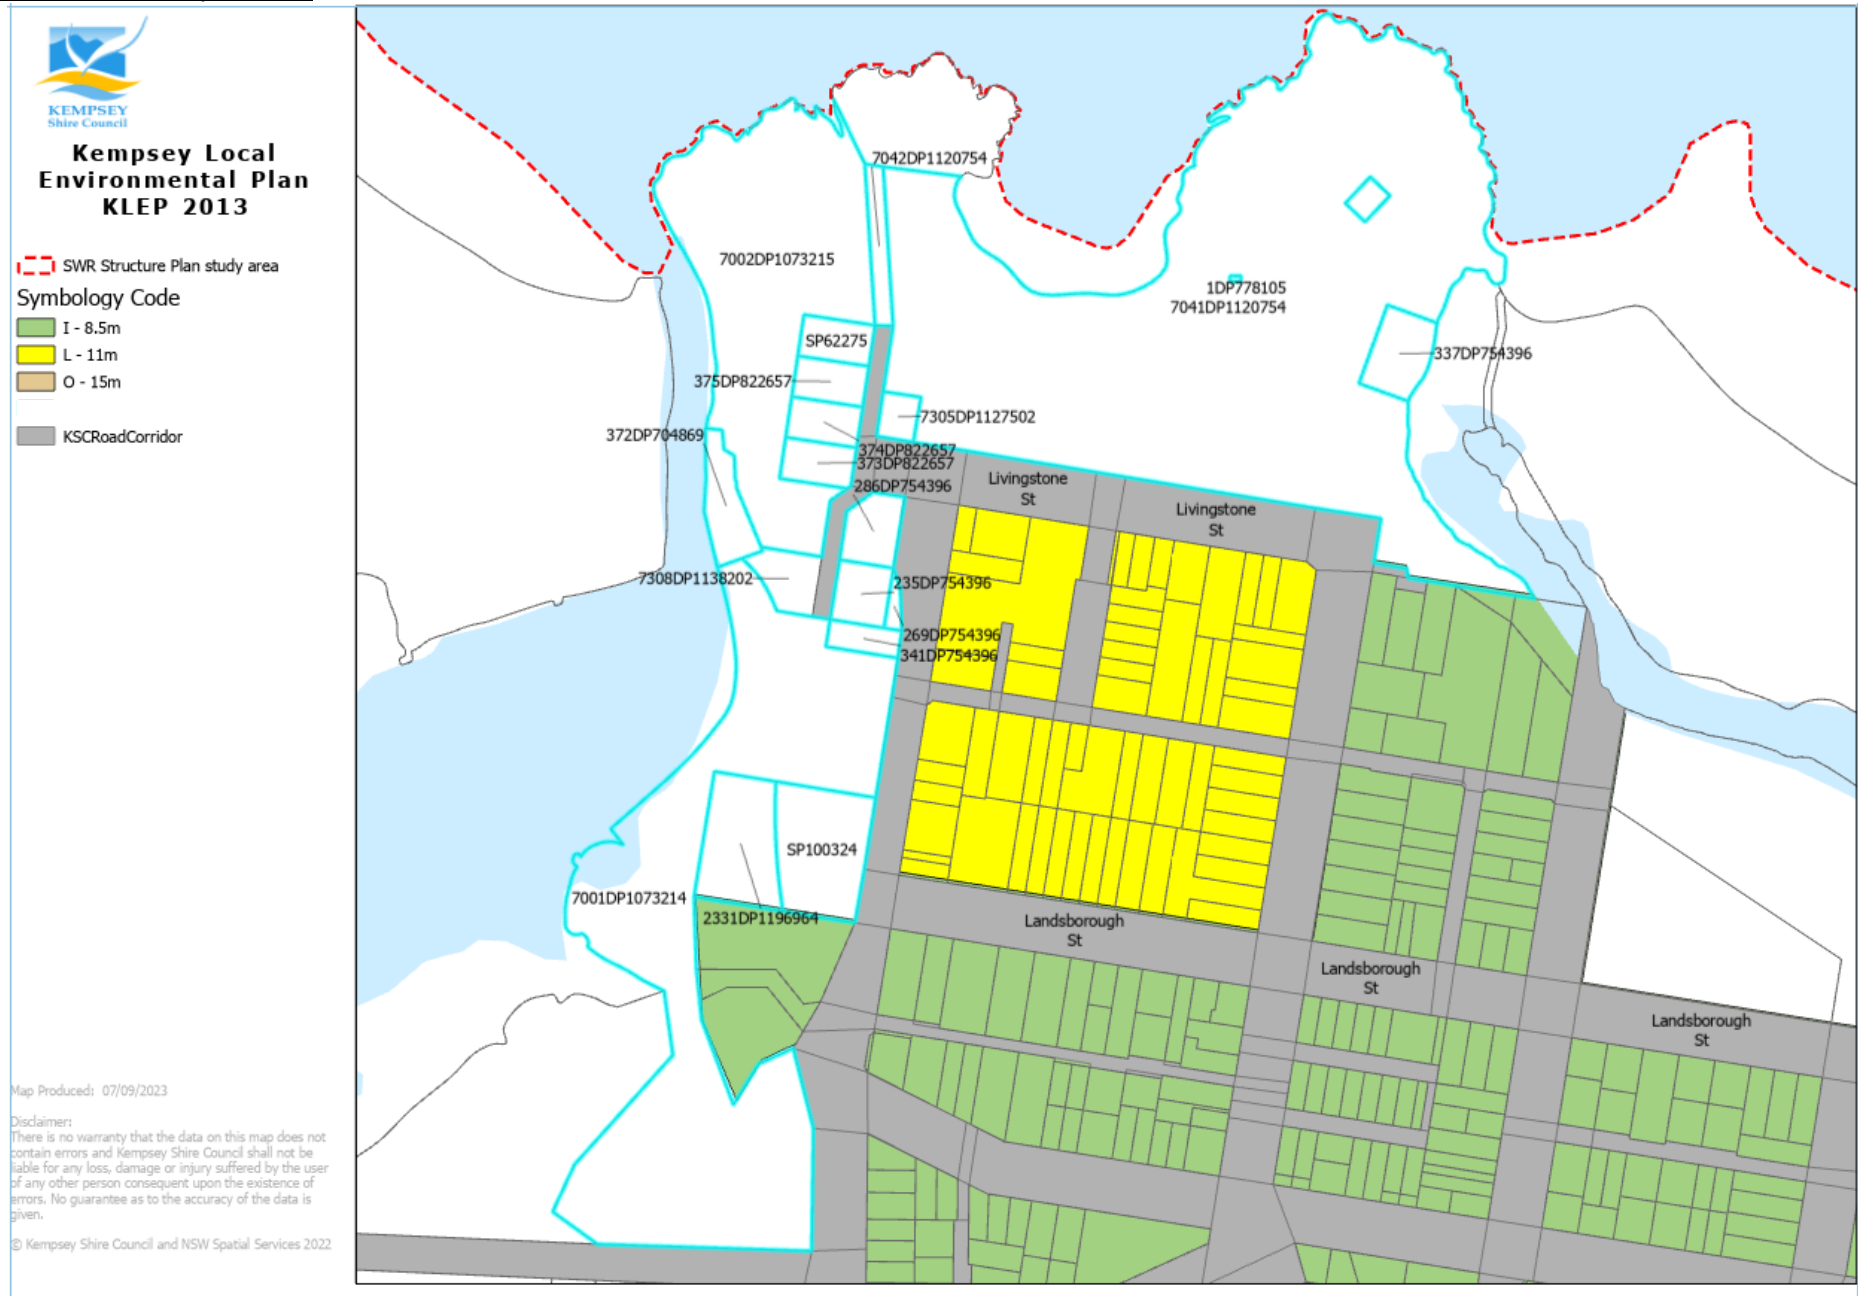 KEMPSEY
Shire Council
Kempsey Local
Environmental Plan
KLEP 2013
SWR Structure Plan study area
Symbology Code
I - 8.5m
L - 11m
O - 15m
KSCRoadCorridor
Map Produced: 07/09/2023
Disclaimer:
There is no warranty that the data on this map does not
contain errors and Kempsey Shire Council shall not be
liable for any loss, damage or injury suffered by the user
of any other person consequent upon the existence of
errors. No guarantee as to the accuracy of the data is
given.
© Kempsey Shire Council and NSW Spatial Services 2022
7042DP1120754
7002DP1073215
1DP778105
7041DP1120754
SP62275
337DP754396
375DP822657
7305DP1127502
372DP704869
374DP822657
373DP822657
286DP754396
Livingstone
St
Livingstone
St
7308DP1138202
235DP754396
269DP754396
341DP754396
SP100324
7001DP1073214
2331DP1196964
Landsborough
St
Landsborough
St
Landsborough
St